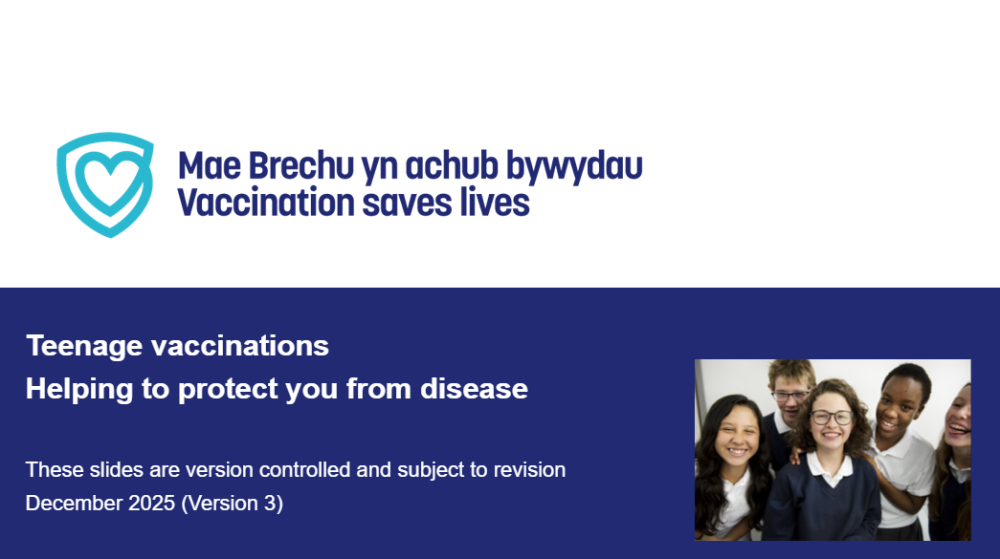 Mae Brechu yn achub bywydau
Vaccination saves lives
Teenage vaccinations
Helping to protect you from disease
These slides are version controlled and subject to revision
December 2025 (Version 3)